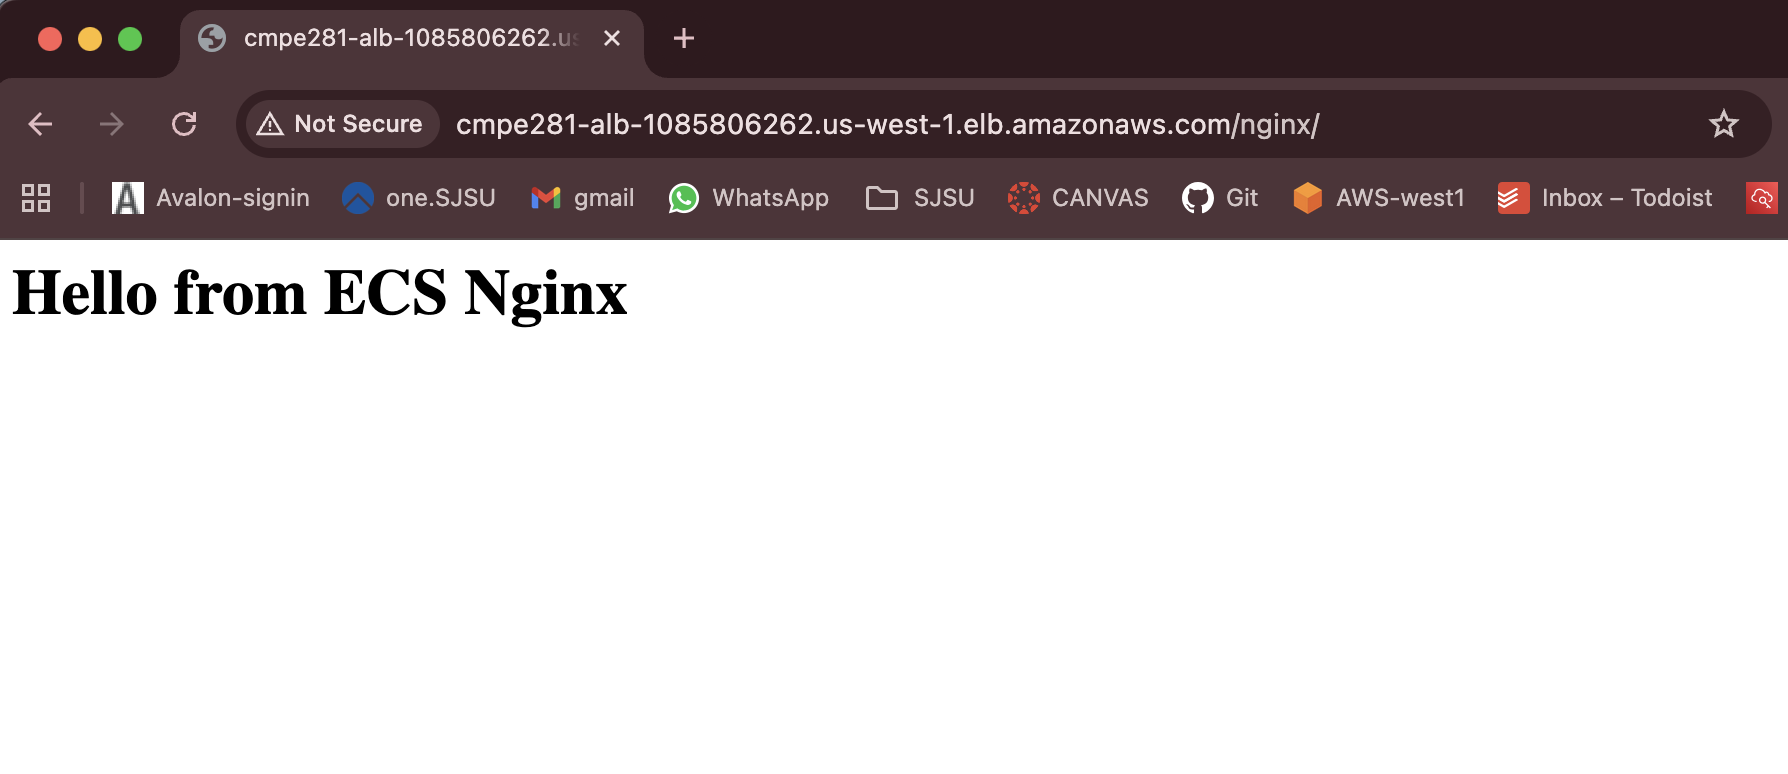 cmpe281-alb-1085806262.us
Not Secure
cmpe281-alb-1085806262.us-west-1.elb.amazonaws.com/nginx/
Avalon-signin one.SJSU gmail WhatsApp SJSU CANVAS Git AWS-west1 Inbox – Todoist
Hello from ECS Nginx